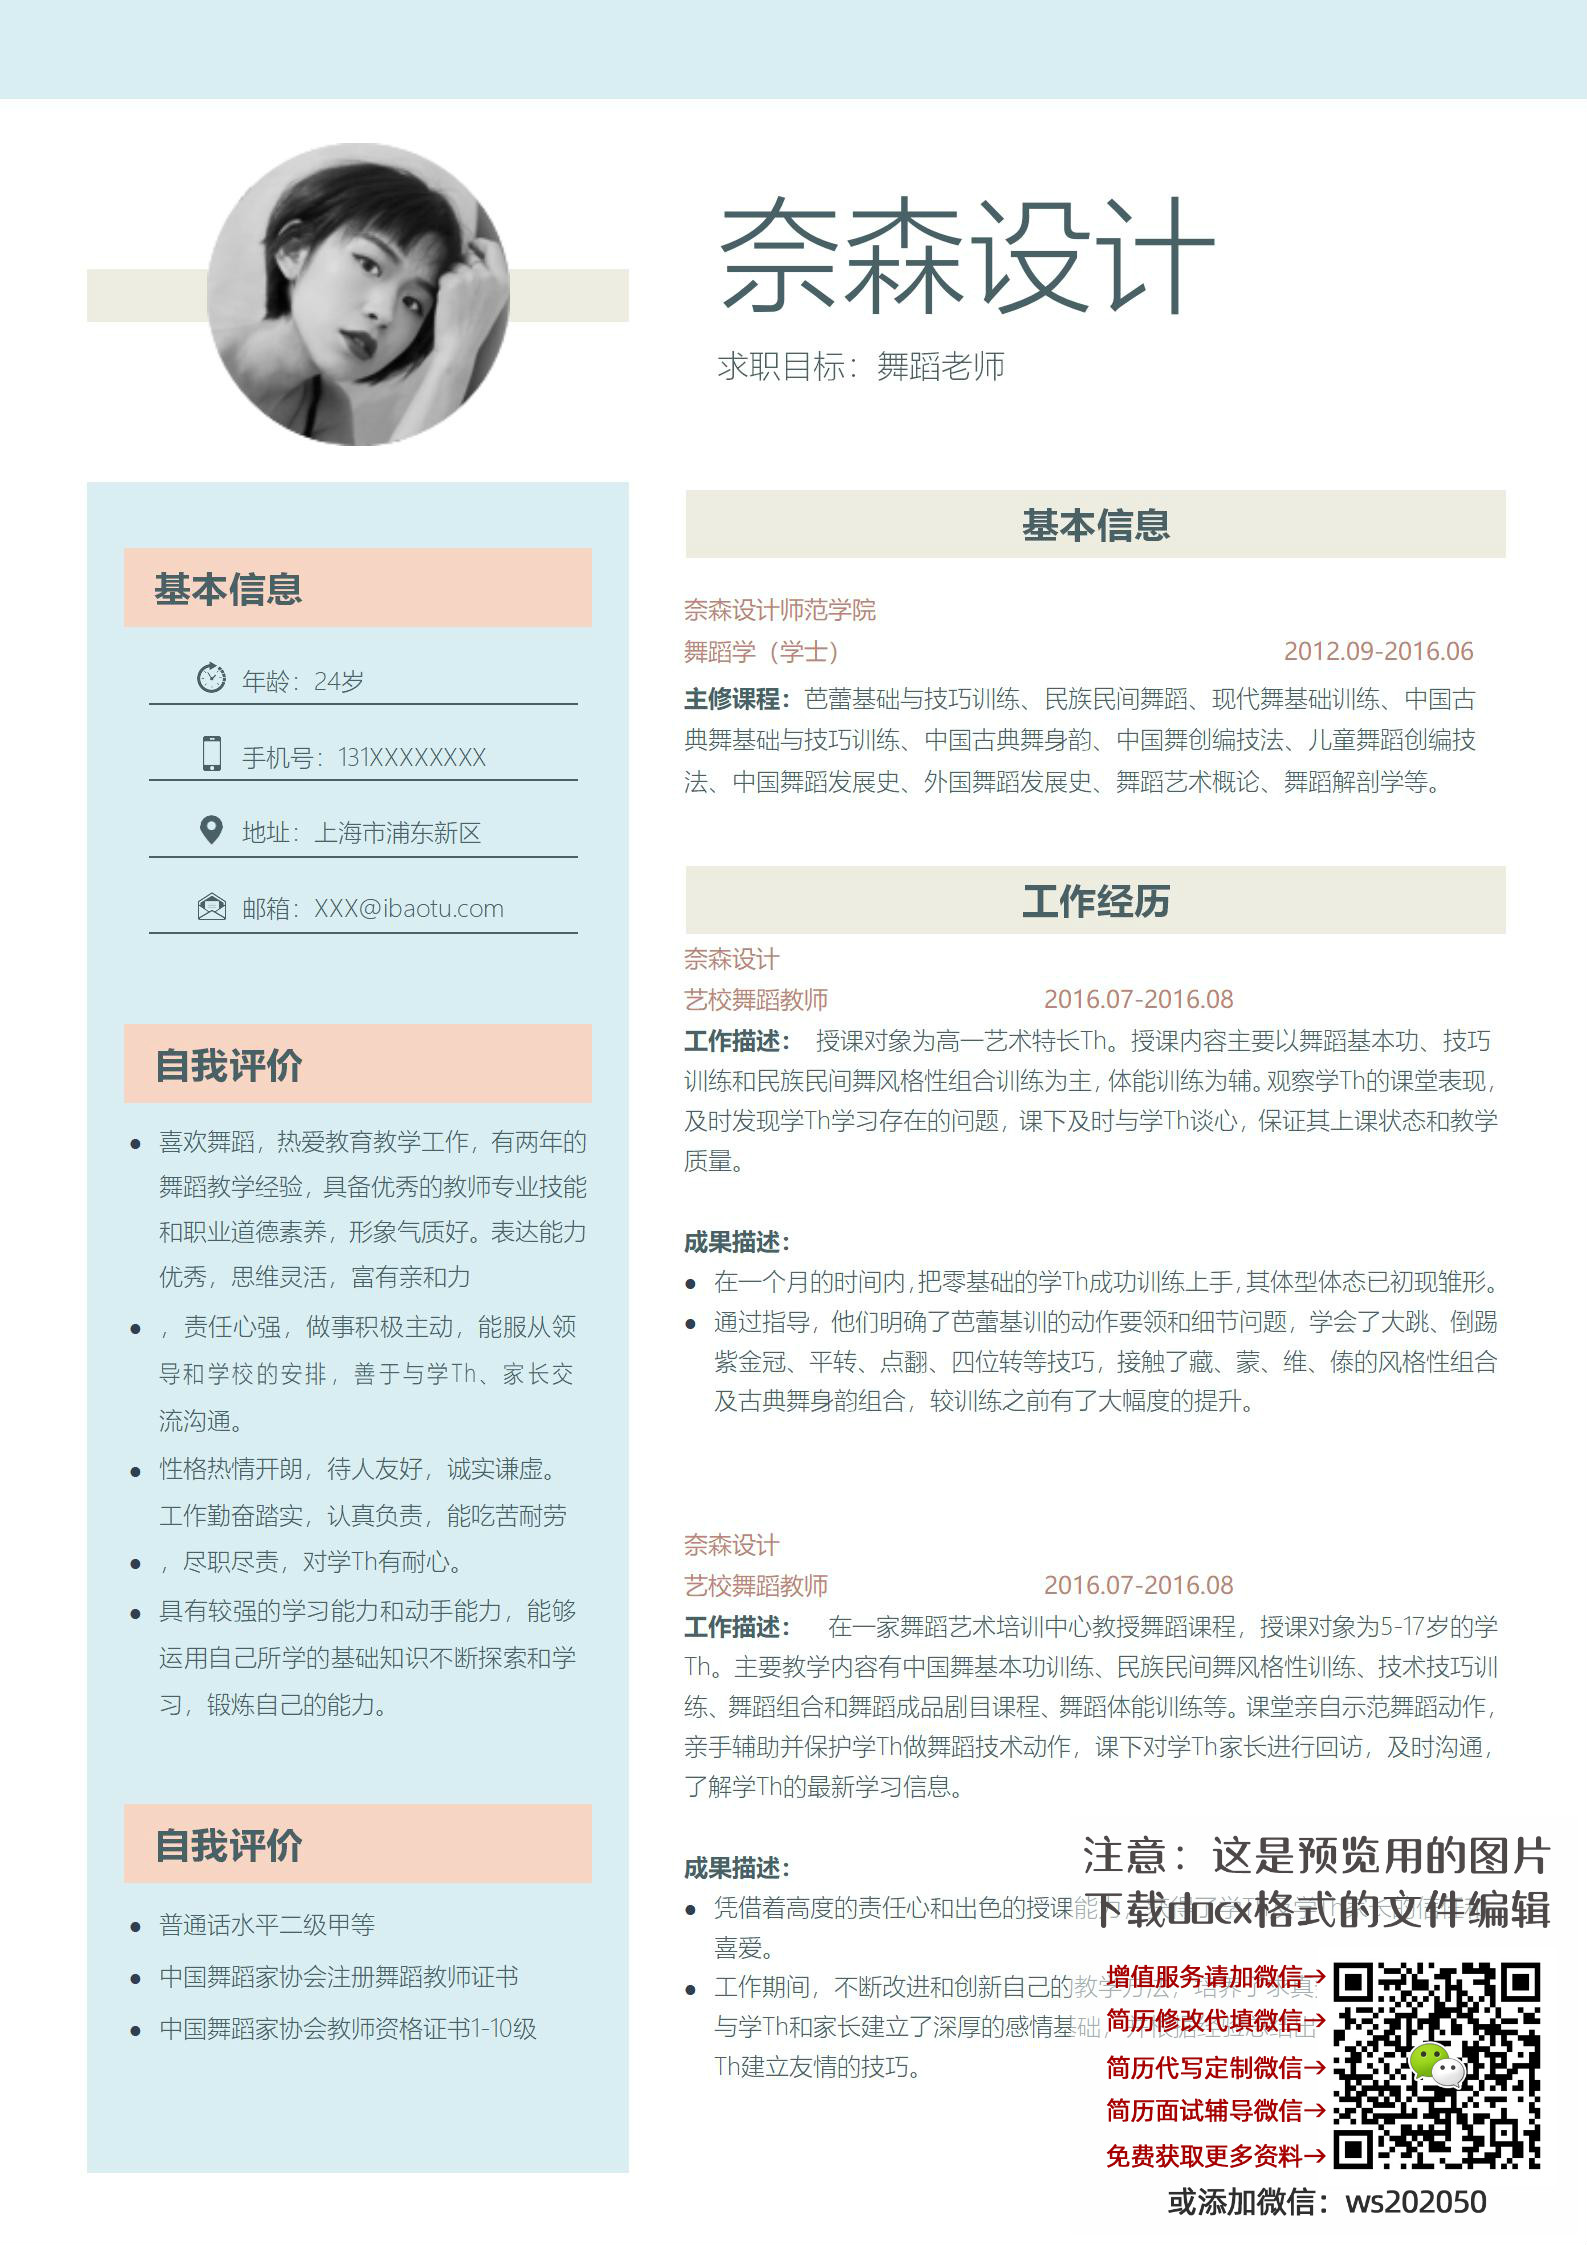 奈森设计
求职目标：舞蹈老师
基本信息
年龄：24岁
手机号：131XXXXXXXX
地址：上海市浦东新区
邮箱：XXX@ibaotu.com
自我评价
● 喜欢舞蹈，热爱教育教学工作，有两年的
舞蹈教学经验，具备优秀的教师专业技能
和职业道德素养，形象气质好。表达能力
优秀，思维灵活，富有亲和力
● ，责任心强，做事积极主动，能服从领
导和学校的安排，善于与学Th、家长交
流沟通。
● 性格热情开朗，待人友好，诚实谦虚。
工作勤奋踏实，认真负责，能吃苦耐劳
● ，尽职尽责，对学Th有耐心。
● 具有较强的学习能力和动手能力，能够
运用自己所学的基础知识不断探索和学
习，锻炼自己的能力。
自我评价
● 普通话水平二级甲等
● 中国舞蹈家协会注册舞蹈教师证书
● 中国舞蹈家协会教师资格证书1-10级
基本信息
奈森设计师范学院
舞蹈学（学士） 2012.09-2016.06
主修课程：芭蕾基础与技巧训练、民族民间舞蹈、现代舞基础训练、中国古
典舞基础与技巧训练、中国古典舞身韵、中国舞创编技法、儿童舞蹈创编技
法、中国舞蹈发展史、外国舞蹈发展史、舞蹈艺术概论、舞蹈解剖学等。
工作经历
奈森设计
艺校舞蹈教师 2016.07-2016.08
工作描述： 授课对象为高一艺术特长Th。授课内容主要以舞蹈基本功、技巧
训练和民族民间舞风格性组合训练为主，体能训练为辅。观察学Th的课堂表现，
及时发现学Th学习存在的问题，课下及时与学Th谈心，保证其上课状态和教学
质量。
成果描述：
● 在一个月的时间内，把零基础的学Th成功训练上手，其体型体态已初现雏形。
● 通过指导，他们明确了芭蕾基训的动作要领和细节问题，学会了大跳、倒踢
紫金冠、平转、点翻、四位转等技巧，接触了藏、蒙、维、傣的风格性组合
及古典舞身韵组合，较训练之前有了大幅度的提升。
奈森设计
艺校舞蹈教师 2016.07-2016.08
工作描述： 在一家舞蹈艺术培训中心教授舞蹈课程，授课对象为5-17岁的学
Th。主要教学内容有中国舞基本功训练、民族民间舞风格性训练、技术技巧训
练、舞蹈组合和舞蹈成品剧目课程、舞蹈体能训练等。课堂亲自示范舞蹈动作，
亲手辅助并保护学Th做舞蹈技术动作，课下对学Th家长进行回访，及时沟通，
了解学Th的最新学习信息。
成果描述：
● 凭借着高度的责任心和出色的授课能力，
喜爱。
● 工作期间，不断改进和创新自己的教学方法，
与学Th和家长建立了深厚的感情基础，
Th建立友情的技巧。
注意：这是预览用的图片
下载docx格式的文件编辑
增值服务请加微信→
简历修改代填微信→
简历代写定制微信→
简历面试辅导微信→
免费获取更多资料→
或添加微信：ws202050